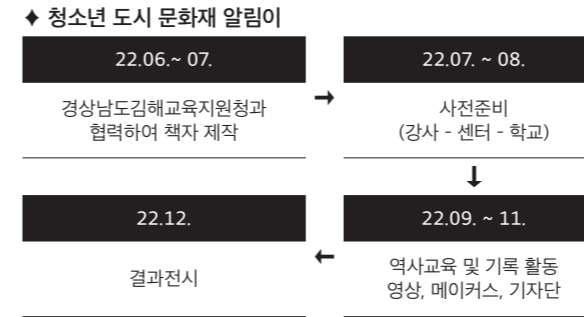 ♦ 청소년 도시 문화재 알림이
22.06.~ 07.
경상남도김해교육지원청과
협력하여 책자 제작
➞
22.07. ~ 08.
사전준비
(강사 - 센터 - 학교)
↓
22.09. ~ 11.
역사교육 및 기록 활동
영상, 메이커스, 기자단
←
22.12.
결과전시